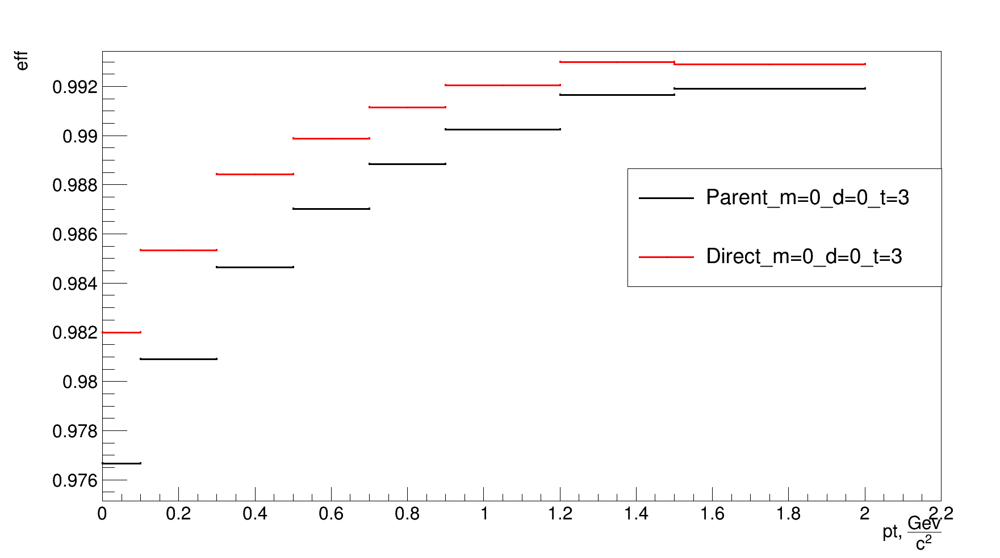 eff
0.992
0.99
0.988
0.986
0.984
0.982
0.98
0.978
0.976
Parent_m=0_d=0_t=3
Direct_m=0_d=0_t=3
0 0.2 0.4 0.6 0.8 1 1.2 1.4 1.6 1.8 2 2.2
pt, Gev
c²